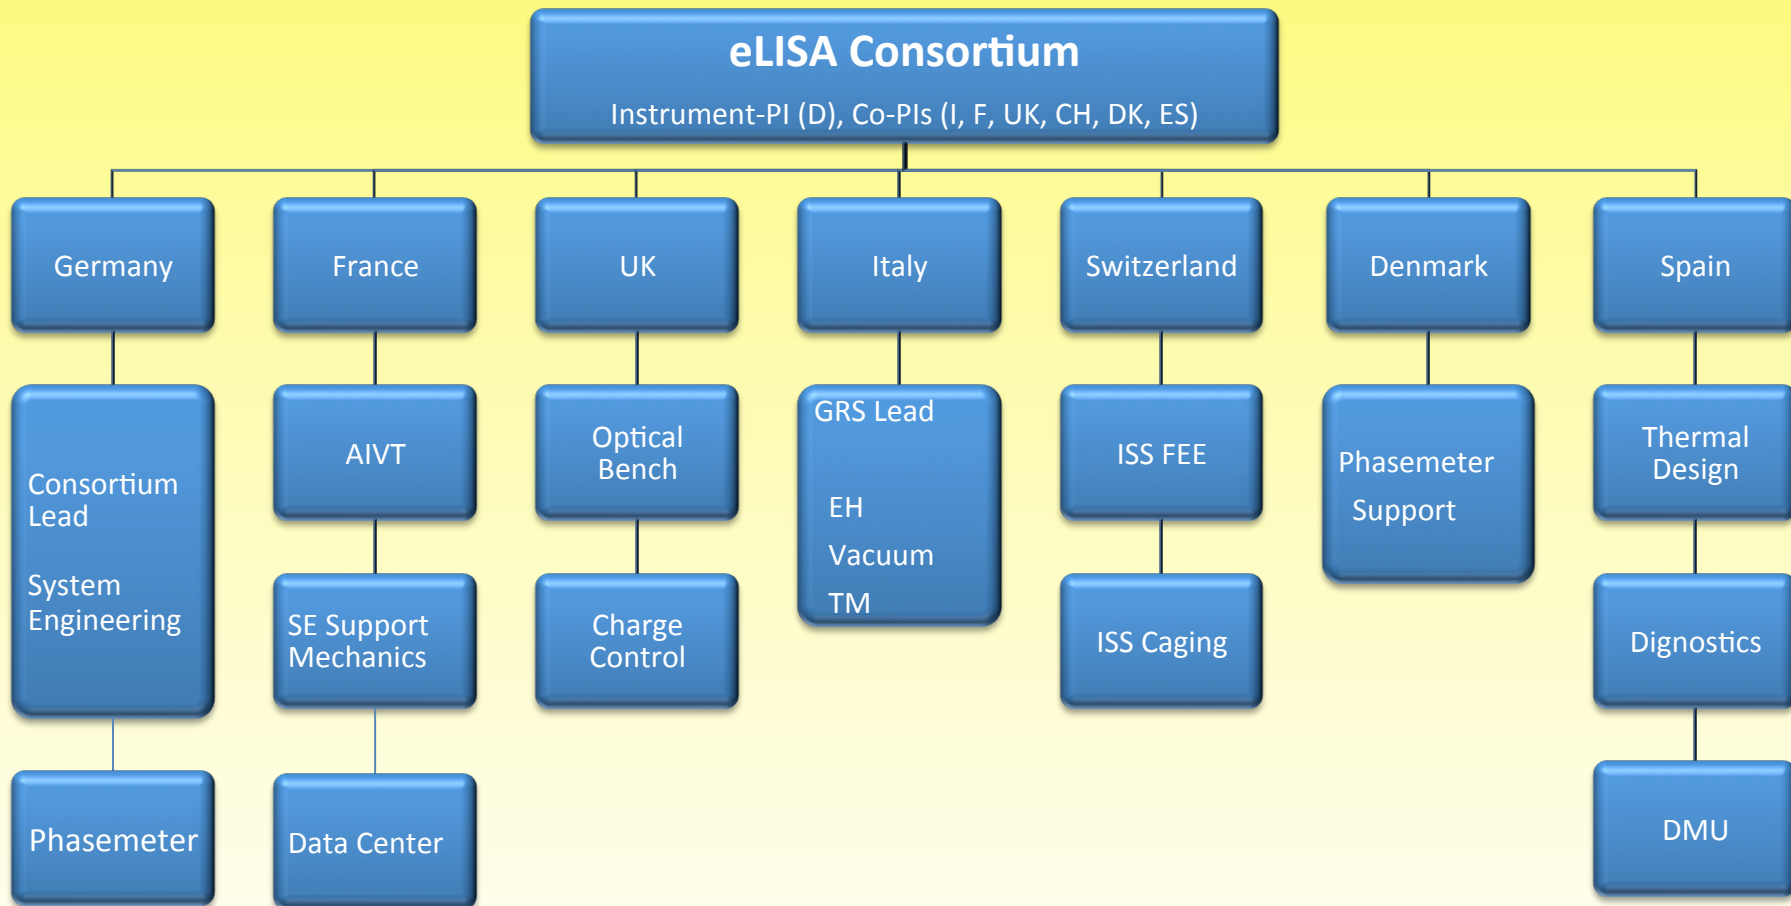 eLISA Consortium
Instrument-PI (D), Co-PIs (I, F, UK, CH, DK, ES)
Germany
France
UK
Italy
Switzerland
Denmark
Spain
Consortium
Lead
System
Engineering
Phasemeter
AIVT
SE Support
Mechanics
Data Center
Optical
Bench
Charge
Control
GRS Lead
EH
Vacuum
TM
ISS FEE
ISS Caging
Phasemeter
Support
Thermal
Design
Dignostics
DMU